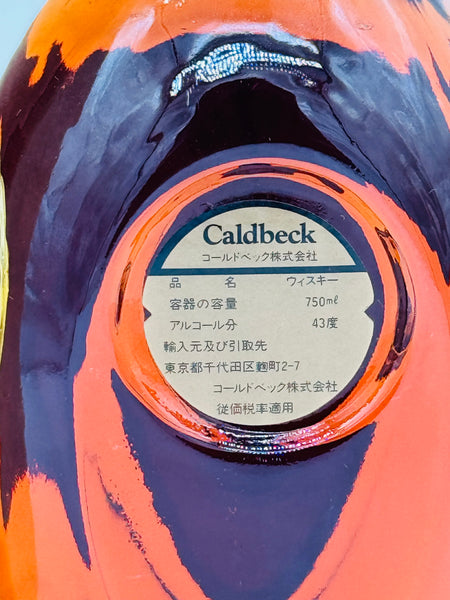 Caldbeck
コールドベック株式会社
品 名 ウィスキー
容器の容量 750ml
アルコール分 43度
輸入元及び引取先
東京都千代田区麹町2-7
コールドベック株式会社
従価税率適用